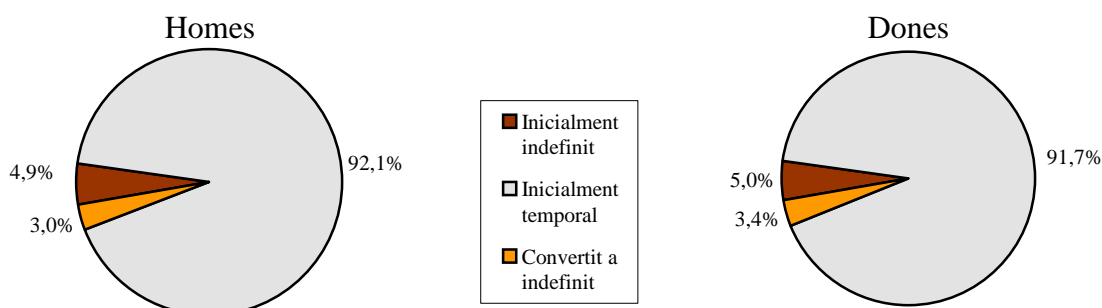 Homes
Dones
4,9%
92,1%
3,0%
Inicialment
indefinit
Inicialment
temporal
Convertit a
indefinit
5,0%
91,7%
3,4%